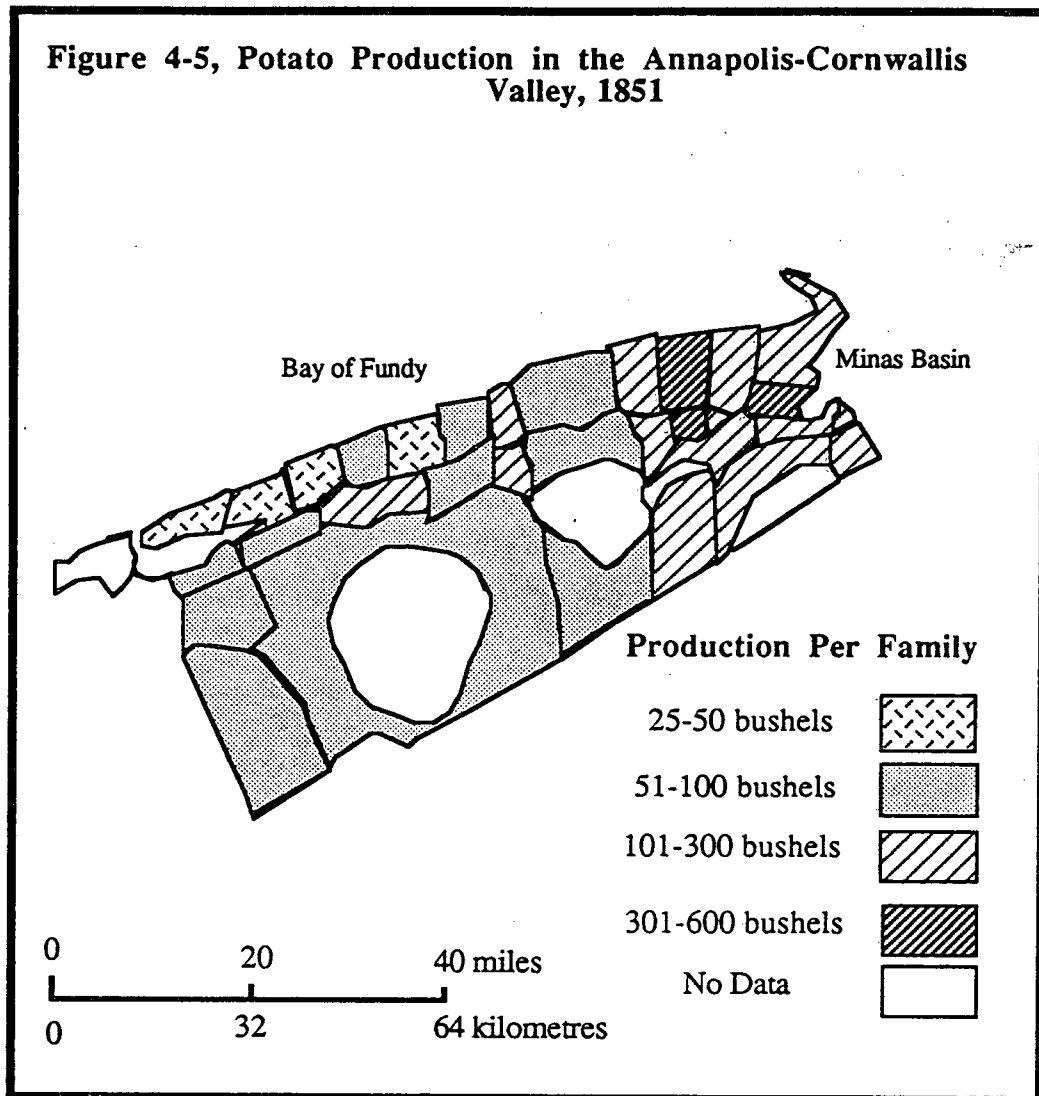 Figure 4-5, Potato Production in the Annapolis-Cornwallis
Valley, 1851
Bay of Fundy
Minas Basin
Production Per Family
25-50 bushels
51-100 bushels
101-300 bushels
301-600 bushels
No Data
0 20 40 miles
0 32 64 kilometres